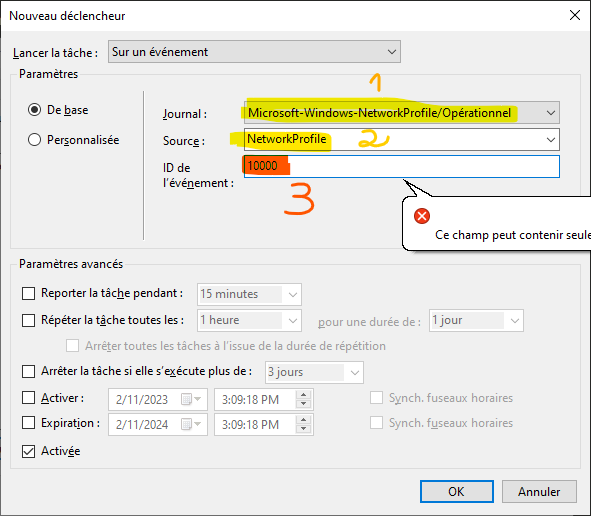 Nouveau déclencheur
Lancer la tâche : Sur un événement
Paramètres
1
De base
Journal : Microsoft-Windows-NetworkProfile/Opérationnel
Personnalisée
Source : NetworkProfile 2
ID de l'événement : 10000
3
Ce champ peut contenir seule
Paramètres avancés
Reporter la tâche pendant : 15 minutes
Répéter la tâche toutes les : 1 heure pour une durée de : 1 jour
Arrêter toutes les tâches à l'issue de la durée de répétition
Arrêter la tâche si elle s'exécute plus de : 3 jours
Activer : 2/11/2023 3:09:18 PM Synch. fuseaux horaires
Expiration : 2/11/2024 3:09:18 PM Synch. fuseaux horaires
Activée
OK Annuler